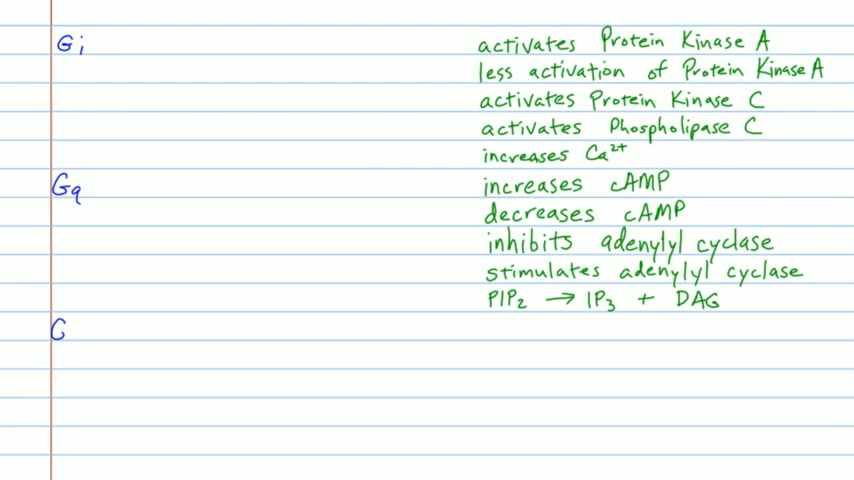 Gi
activates Protein Kinase A
less activation of Protein Kinase A
activates Protein Kinase C
activates Phospholipase C
increases Ca²⁺
Gq
increases cAMP
decreases cAMP
inhibits adenylyl cyclase
stimulates adenylyl cyclase
PIP₂ → IP₃ + DAG
G